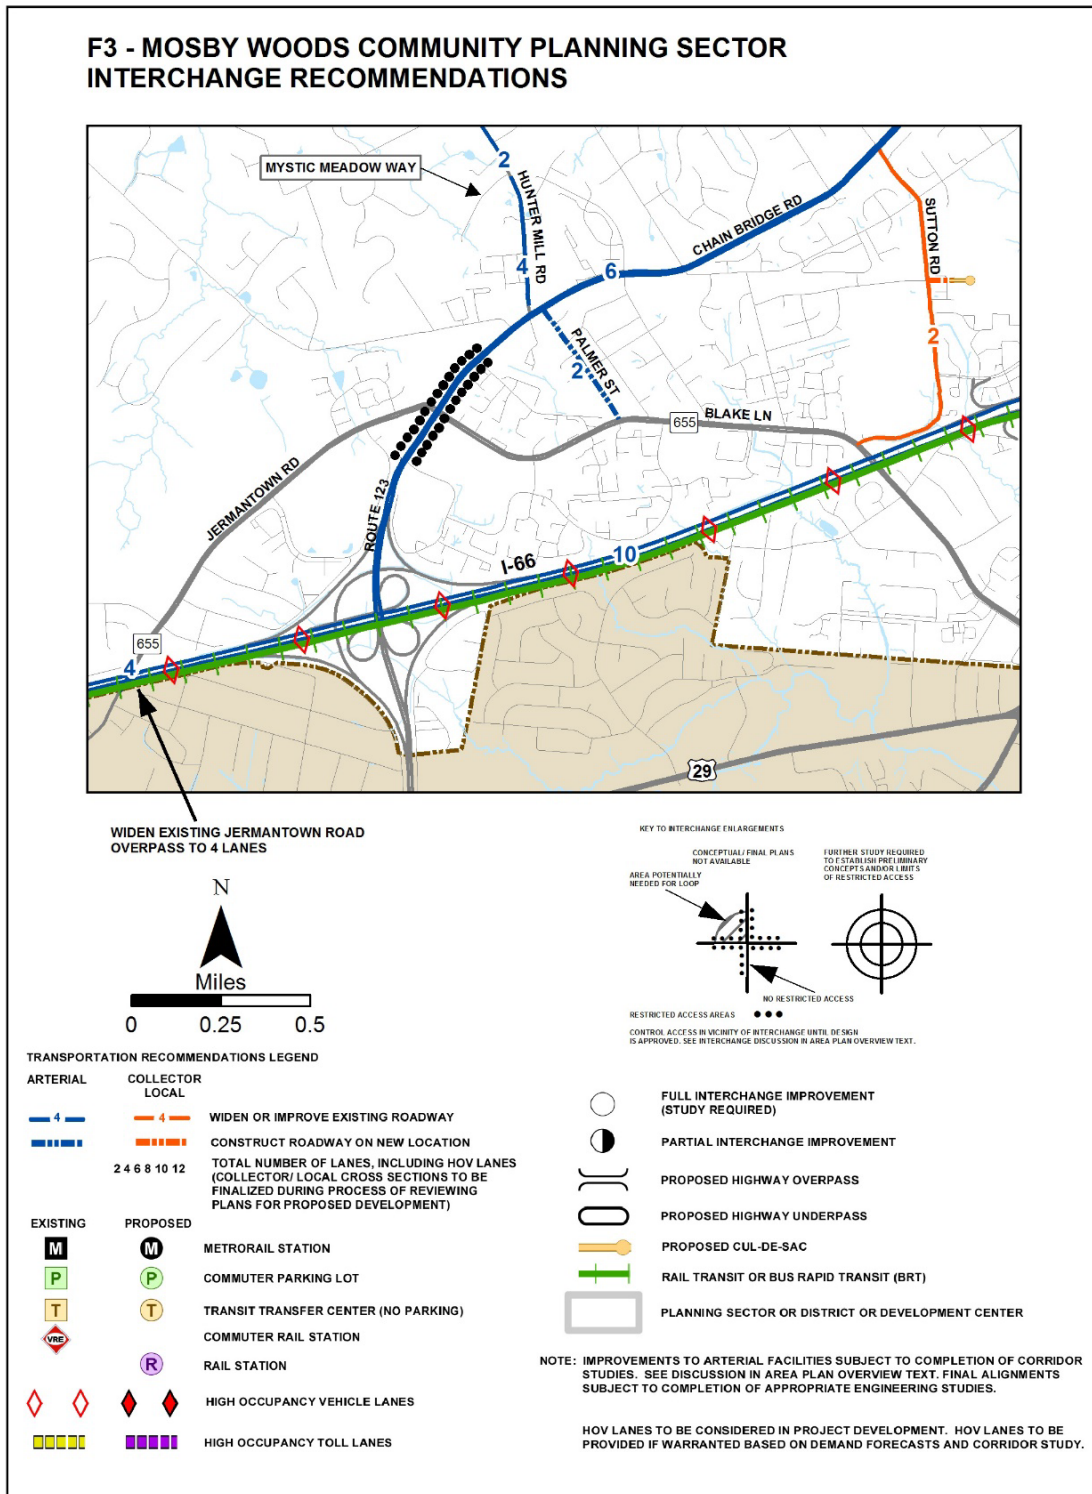 F3 - MOSBY WOODS COMMUNITY PLANNING SECTOR
INTERCHANGE RECOMMENDATIONS
MYSTIC MEADOW WAY
2
HUNTER MILL RD
4
6
CHAIN BRIDGE RD
SUTTON RD
2
PALMER ST
2
BLAKE LN
655
JERMANTOWN RD
ROUTE 123
I-66
10
655
4
29
WIDEN EXISTING JERMANTOWN ROAD
OVERPASS TO 4 LANES
N
Miles
0 0.25 0.5
KEY TO INTERCHANGE ENLARGEMENTS
CONCEPTUAL/ FINAL PLANS
NOT AVAILABLE
AREA POTENTIALLY
NEEDED FOR LOOP
FURTHER STUDY REQUIRED
TO ESTABLISH PRELIMINARY
CONCEPTS AND/OR LIMITS
OF RESTRICTED ACCESS
NO RESTRICTED ACCESS
RESTRICTED ACCESS AREAS
CONTROL ACCESS IN VICINITY OF INTERCHANGE UNTIL DESIGN
IS APPROVED. SEE INTERCHANGE DISCUSSION IN AREA PLAN OVERVIEW TEXT.
TRANSPORTATION RECOMMENDATIONS LEGEND
ARTERIAL COLLECTOR
LOCAL
4 4 WIDEN OR IMPROVE EXISTING ROADWAY
CONSTRUCT ROADWAY ON NEW LOCATION
2 4 6 8 10 12 TOTAL NUMBER OF LANES, INCLUDING HOV LANES
(COLLECTOR/ LOCAL CROSS SECTIONS TO BE
FINALIZED DURING PROCESS OF REVIEWING
PLANS FOR PROPOSED DEVELOPMENT)
EXISTING PROPOSED
M M METRORAIL STATION
P P COMMUTER PARKING LOT
T T TRANSIT TRANSFER CENTER (NO PARKING)
VRE COMMUTER RAIL STATION
R RAIL STATION
HIGH OCCUPANCY VEHICLE LANES
HIGH OCCUPANCY TOLL LANES
FULL INTERCHANGE IMPROVEMENT
(STUDY REQUIRED)
PARTIAL INTERCHANGE IMPROVEMENT
PROPOSED HIGHWAY OVERPASS
PROPOSED HIGHWAY UNDERPASS
PROPOSED CUL-DE-SAC
RAIL TRANSIT OR BUS RAPID TRANSIT (BRT)
PLANNING SECTOR OR DISTRICT OR DEVELOPMENT CENTER
NOTE: IMPROVEMENTS TO ARTERIAL FACILITIES SUBJECT TO COMPLETION OF CORRIDOR
STUDIES. SEE DISCUSSION IN AREA PLAN OVERVIEW TEXT. FINAL ALIGNMENTS
SUBJECT TO COMPLETION OF APPROPRIATE ENGINEERING STUDIES.
HOV LANES TO BE CONSIDERED IN PROJECT DEVELOPMENT. HOV LANES TO BE
PROVIDED IF WARRANTED BASED ON DEMAND FORECASTS AND CORRIDOR STUDY.